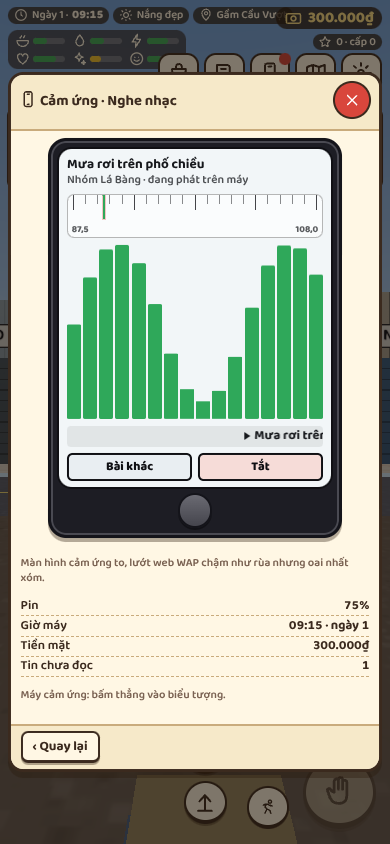 Ngày 1 · 09:15
Nắng đẹp
Gầm Cầu Vư
300.000₫
0 · cấp 0
Cảm ứng · Nghe nhạc
Mưa rơi trên phố chiều
Nhóm Lá Bàng · đang phát trên máy
87,5
108,0
Mưa rơi trên
Bài khác
Tắt
Màn hình cảm ứng to, lướt web WAP chậm như rùa nhưng oai nhất
xóm.
Pin 75%
Giờ máy 09:15 · ngày 1
Tiền mặt 300.000₫
Tin chưa đọc 1
Máy cảm ứng: bấm thẳng vào biểu tượng.
‹ Quay lại